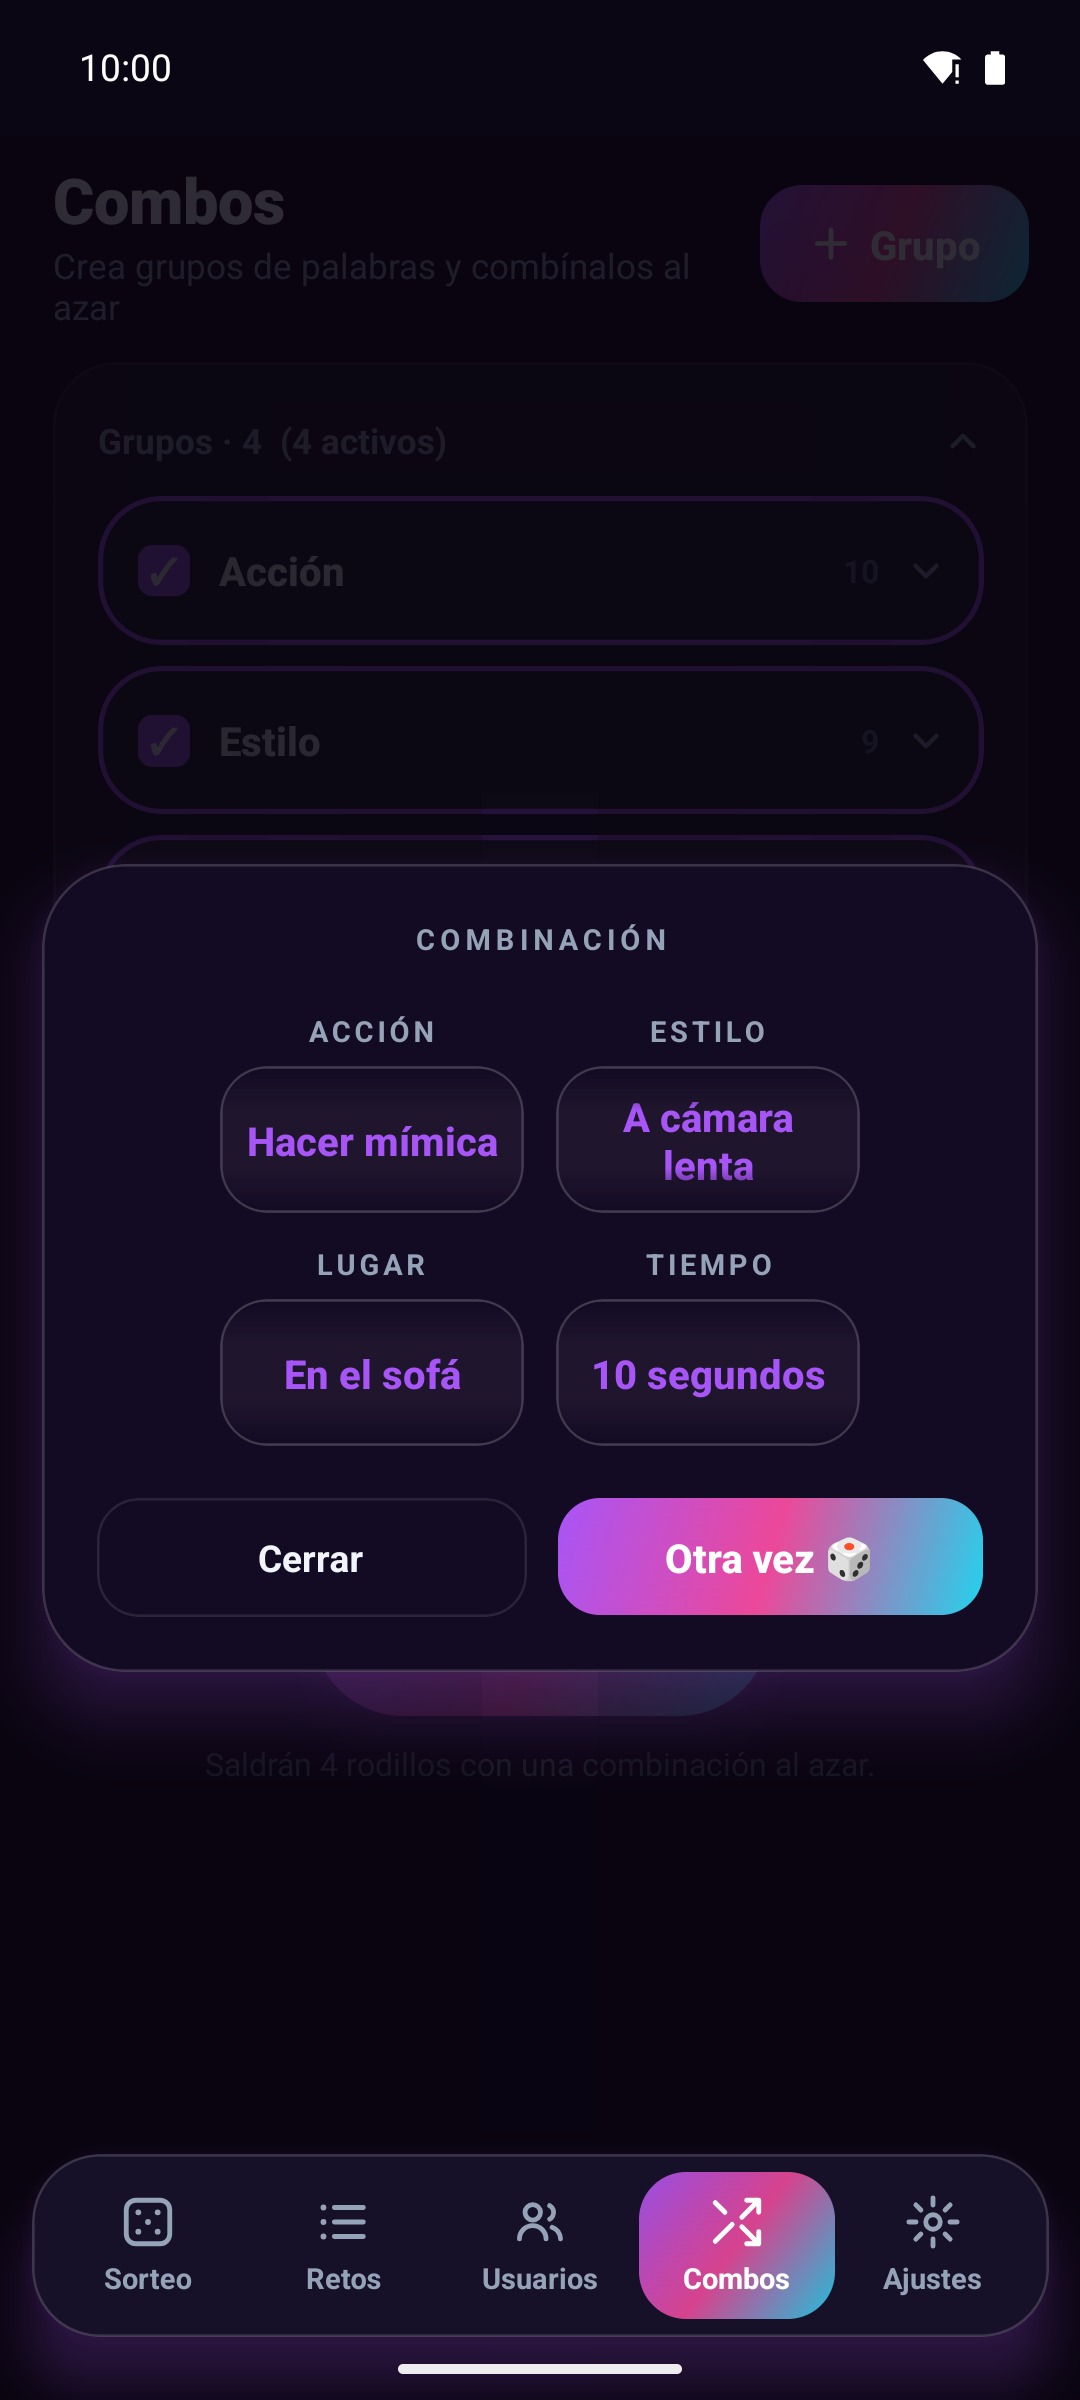 10:00
Combos
Crea grupos de palabras y combínalos al
azar
+ Grupo
Grupos · 4 (4 activos)
Acción
10
Estilo
9
COMBINACIÓN
ACCIÓN
ESTILO
Hacer mímica
A cámara
lenta
LUGAR
TIEMPO
En el sofá
10 segundos
Cerrar
Otra vez 🎲
Saldrán 4 rodillos con una combinación al azar.
Sorteo
Retos
Usuarios
Combos
Ajustes